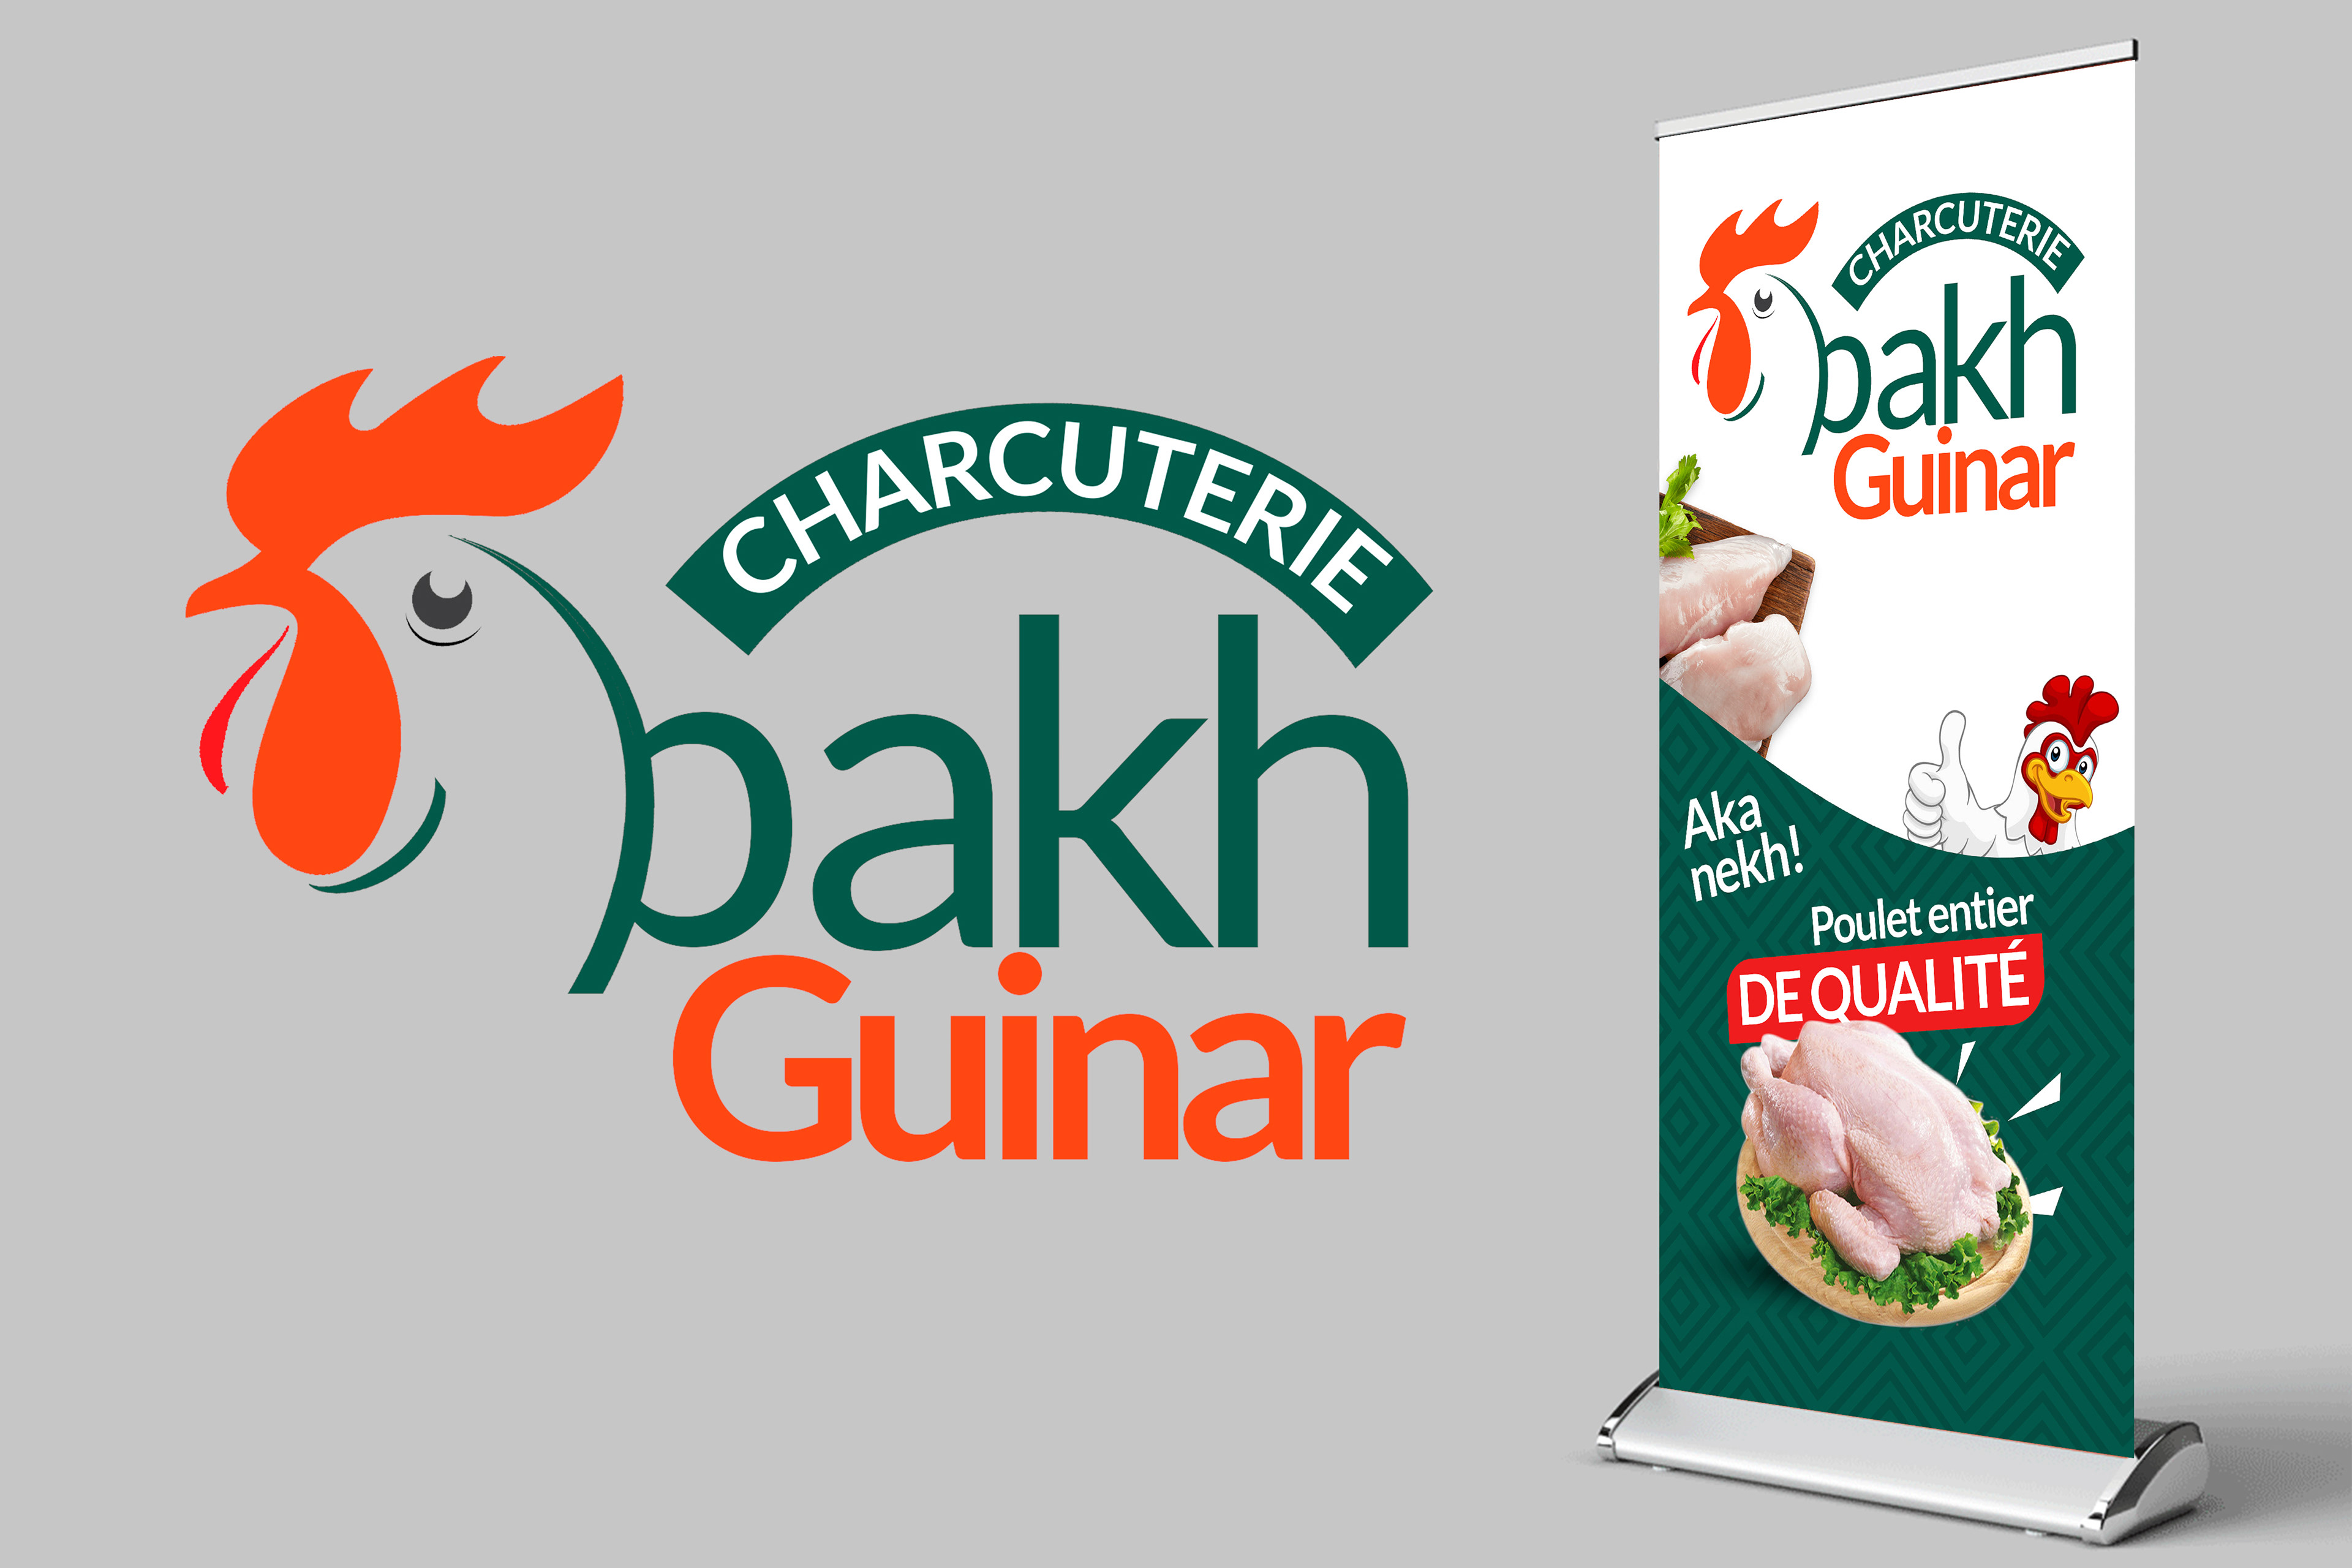 CHARCUTERIE
pakh
Guinar
CHARCUTERIE
pakh
Guinar
Aka
nekh!
Poulet entier
DE QUALITÉ